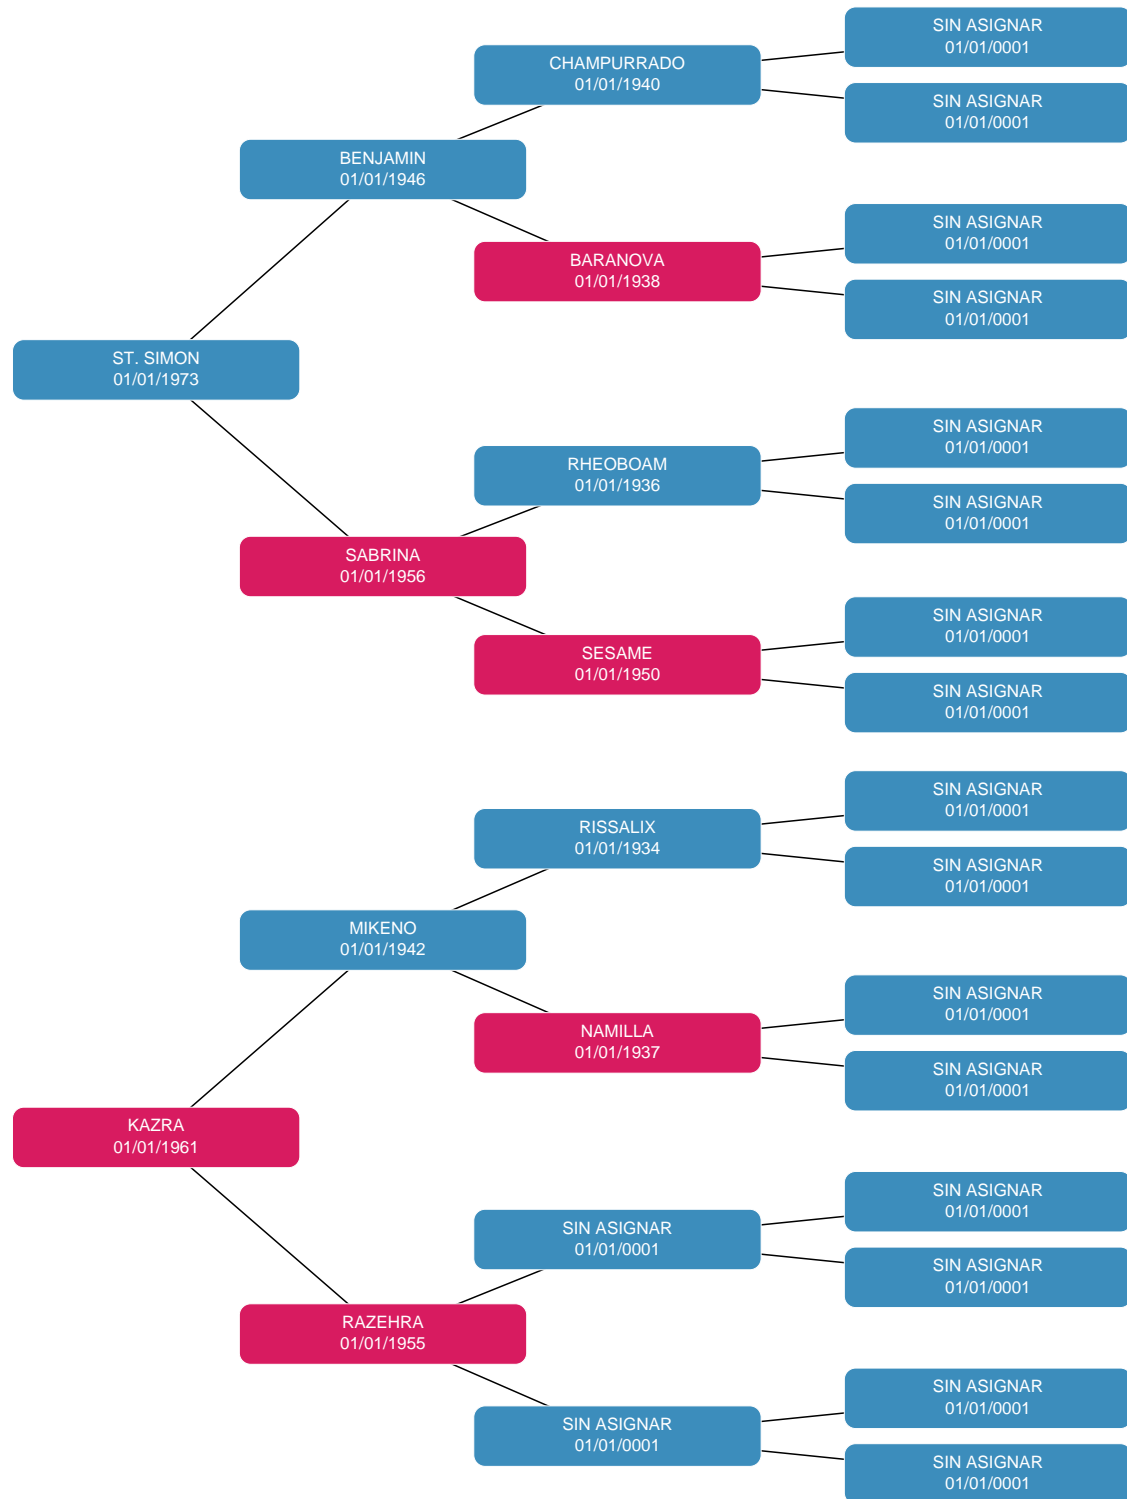 SIN ASIGNAR
01/01/0001
CHAMPURRADO
01/01/1940
SIN ASIGNAR
01/01/0001
BENJAMIN
01/01/1946
SIN ASIGNAR
01/01/0001
BARANOVA
01/01/1938
SIN ASIGNAR
01/01/0001
ST. SIMON
01/01/1973
SIN ASIGNAR
01/01/0001
RHEOBOAM
01/01/1936
SIN ASIGNAR
01/01/0001
SABRINA
01/01/1956
SIN ASIGNAR
01/01/0001
SESAME
01/01/1950
SIN ASIGNAR
01/01/0001
SIN ASIGNAR
01/01/0001
RISSALIX
01/01/1934
SIN ASIGNAR
01/01/0001
MIKENO
01/01/1942
SIN ASIGNAR
01/01/0001
NAMILLA
01/01/1937
SIN ASIGNAR
01/01/0001
KAZRA
01/01/1961
SIN ASIGNAR
01/01/0001
SIN ASIGNAR
01/01/0001
SIN ASIGNAR
01/01/0001
RAZEHRA
01/01/1955
SIN ASIGNAR
01/01/0001
SIN ASIGNAR
01/01/0001
SIN ASIGNAR
01/01/0001